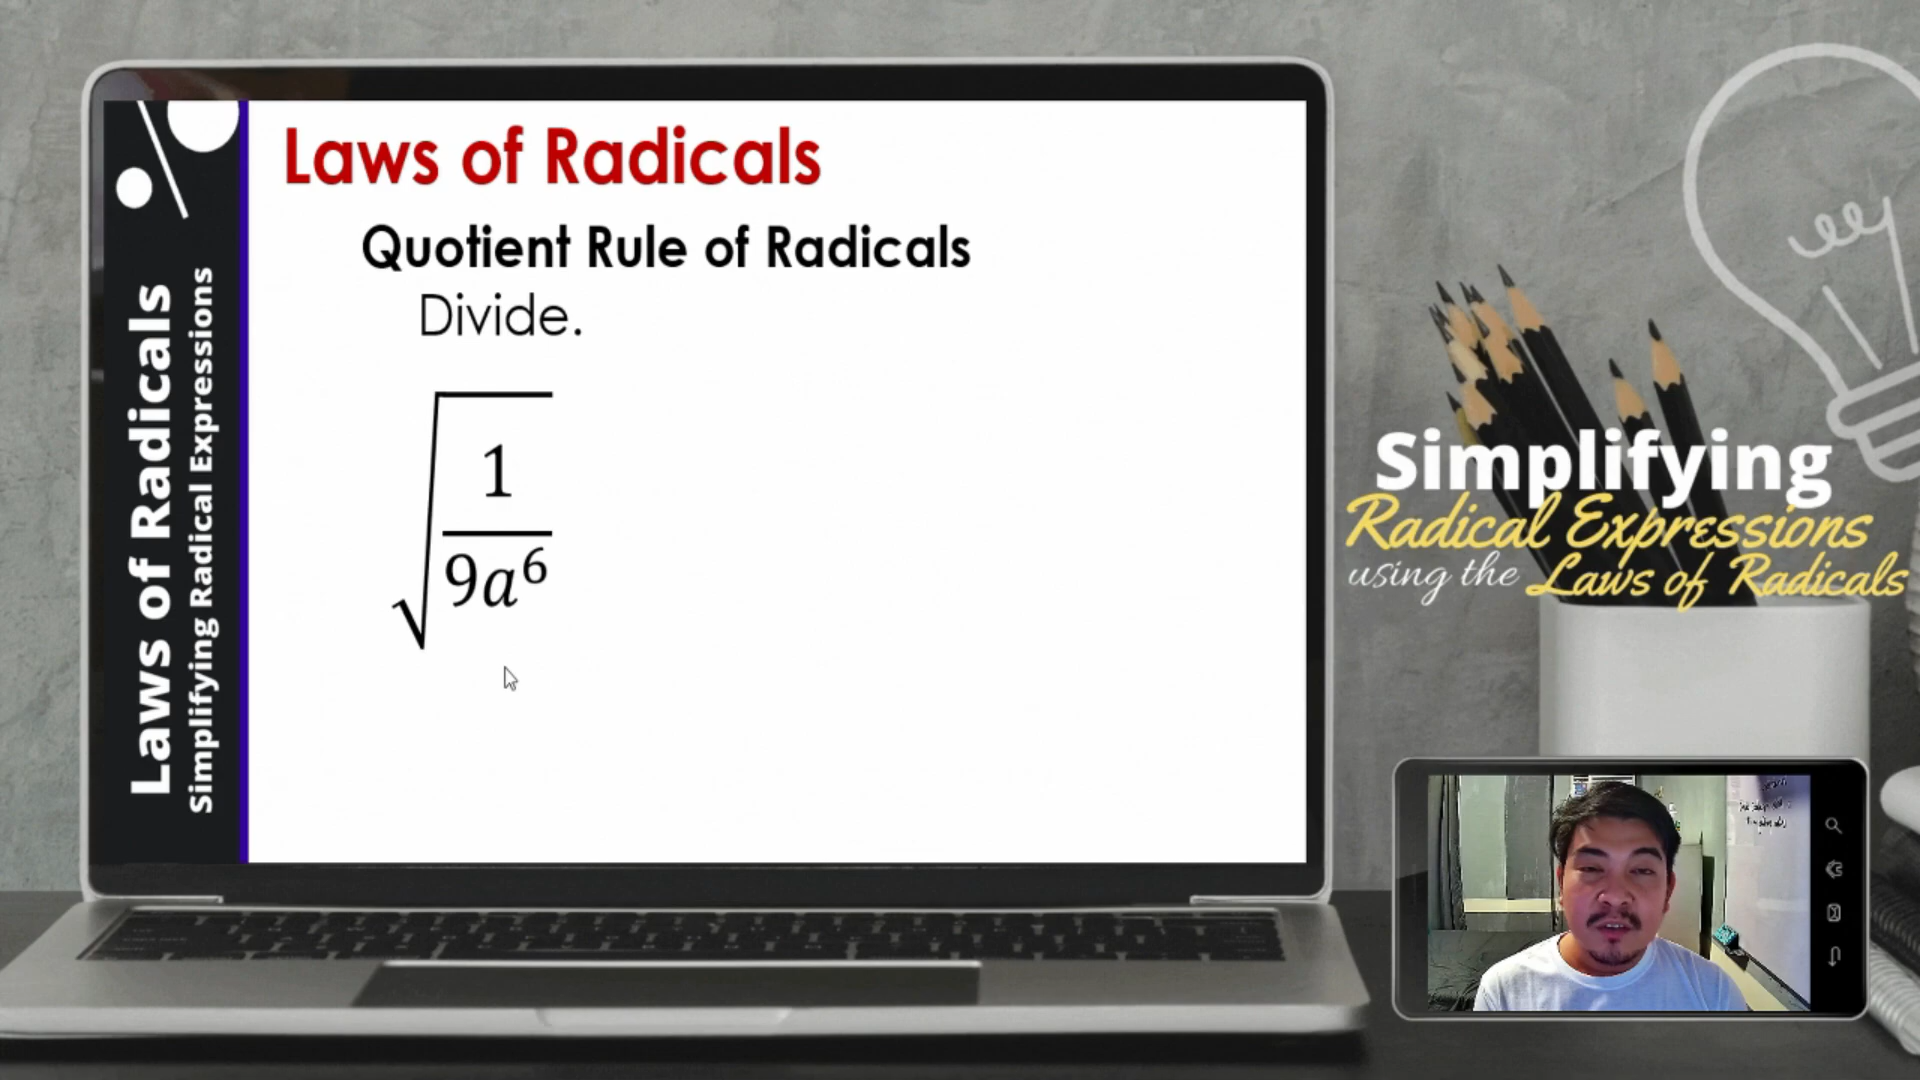 Laws of Radicals
Simplifying Radical Expressions
Laws of Radicals
Quotient Rule of Radicals
Divide.
√(1/9a⁶)
Simplifying
Radical Expressions
using the Laws of Radicals